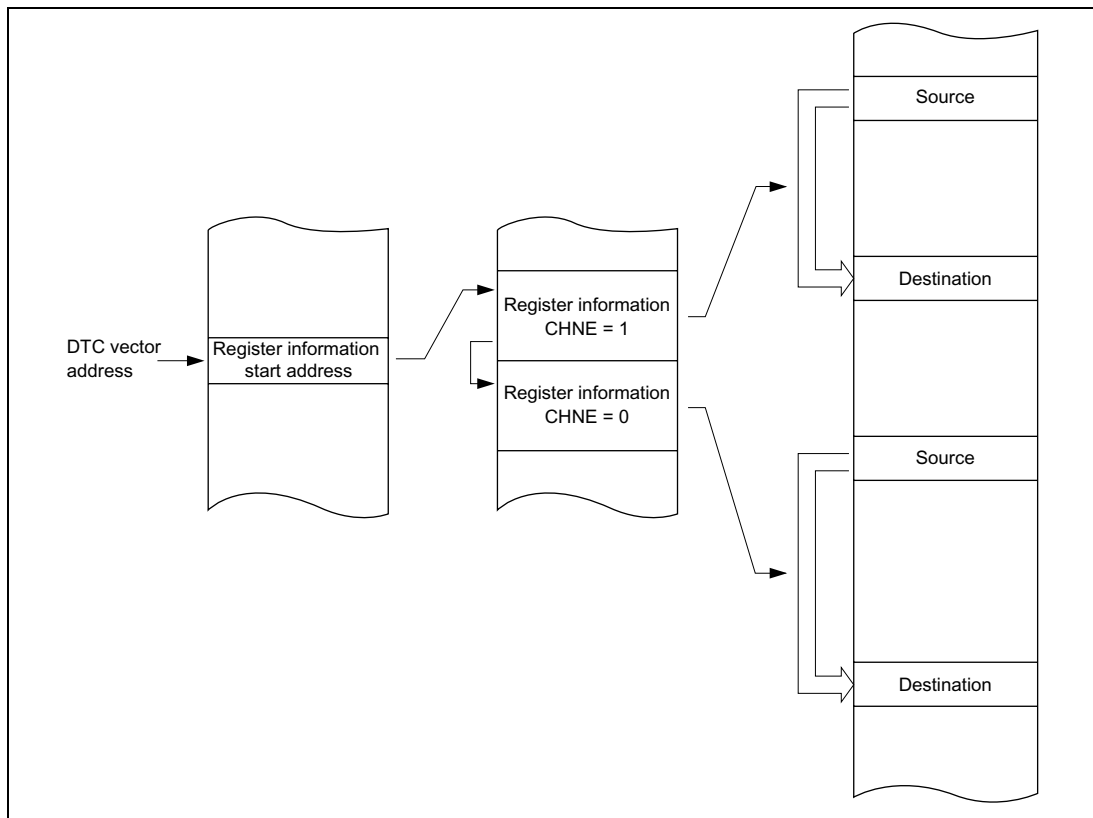 DTC vector
address
Register information
start address
Register information
CHNE = 1
Register information
CHNE = 0
Source
Destination
Source
Destination